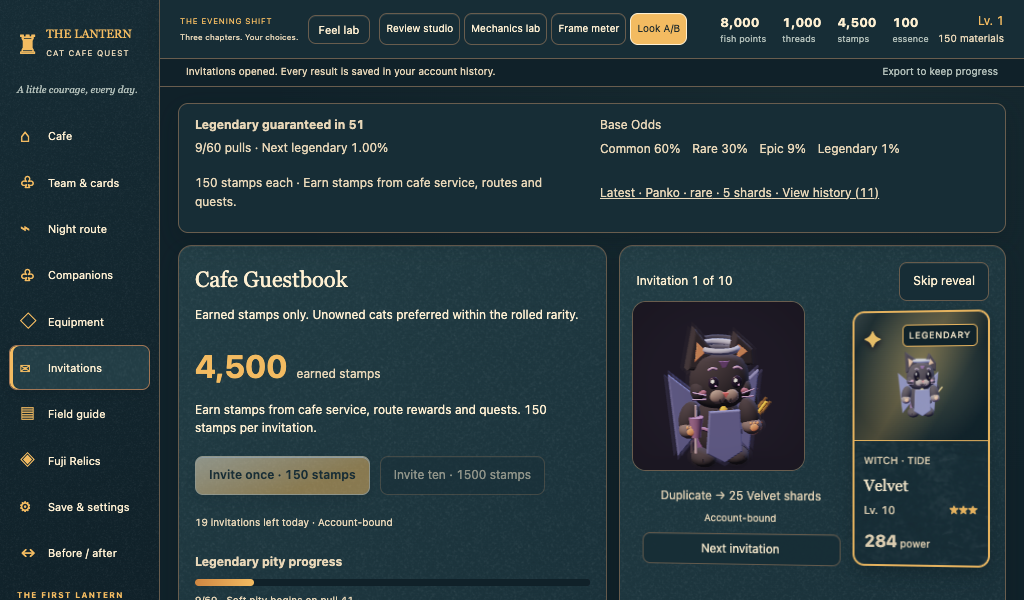 THE LANTERN
CAT CAFE QUEST
A little courage, every day.
Cafe
Team & cards
Night route
Companions
Equipment
Invitations
Field guide
Fuji Relics
Save & settings
Before / after
THE FIRST LANTERN
THE EVENING SHIFT
Three chapters. Your choices.
Feel lab
Review studio
Mechanics lab
Frame meter
Look A/B
8,000
fish points
1,000
threads
4,500
stamps
100
essence
Lv. 1
150 materials
Invitations opened. Every result is saved in your account history.
Export to keep progress
Legendary guaranteed in 51
9/60 pulls · Next legendary 1.00%
150 stamps each · Earn stamps from cafe service, routes and
quests.
Base Odds
Common 60% Rare 30% Epic 9% Legendary 1%
Latest · Panko · rare · 5 shards · View history (11)
Cafe Guestbook
Earned stamps only. Unowned cats preferred within the rolled rarity.
4,500 earned stamps
Earn stamps from cafe service, route rewards and quests. 150
stamps per invitation.
Invite once · 150 stamps
Invite ten · 1500 stamps
19 invitations left today · Account-bound
Legendary pity progress
9/60 · Soft pity begins on pull 41
Invitation 1 of 10
Skip reveal
Duplicate → 25 Velvet shards
Account-bound
Next invitation
LEGENDARY
WITCH · TIDE
Velvet
Lv. 10
★★★
284 power